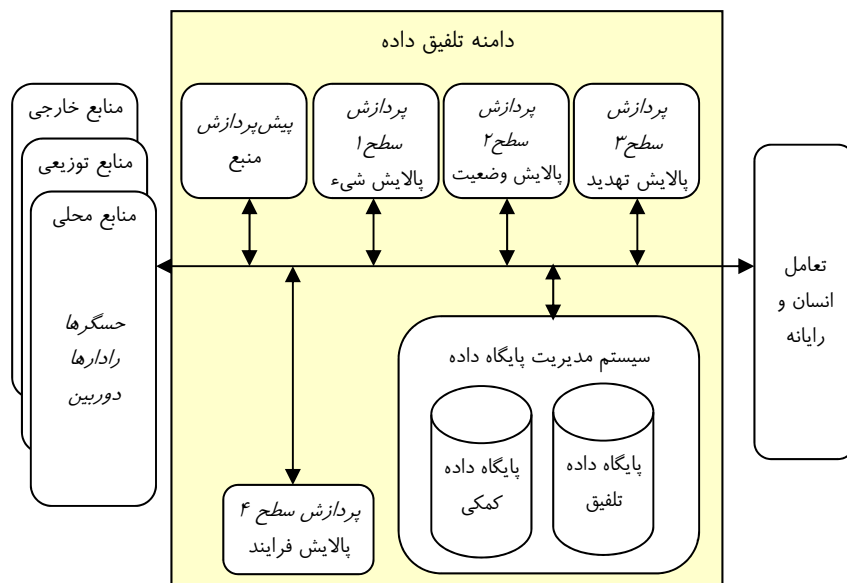 دامنه تلفیق داده
منابع خارجی
منابع توزیعی
منابع محلی
حسگرها
رادارها
دوربین
پیش‌پردازش
منبع
پردازش
سطح۱
پالایش شیء
پردازش
سطح۲
پالایش وضعیت
پردازش
سطح۳
پالایش تهدید
تعامل
انسان و
رایانه
سیستم مدیریت پایگاه داده
پایگاه داده
کمکی
پایگاه داده
تلفیق
پردازش سطح ۴
پالایش فرایند